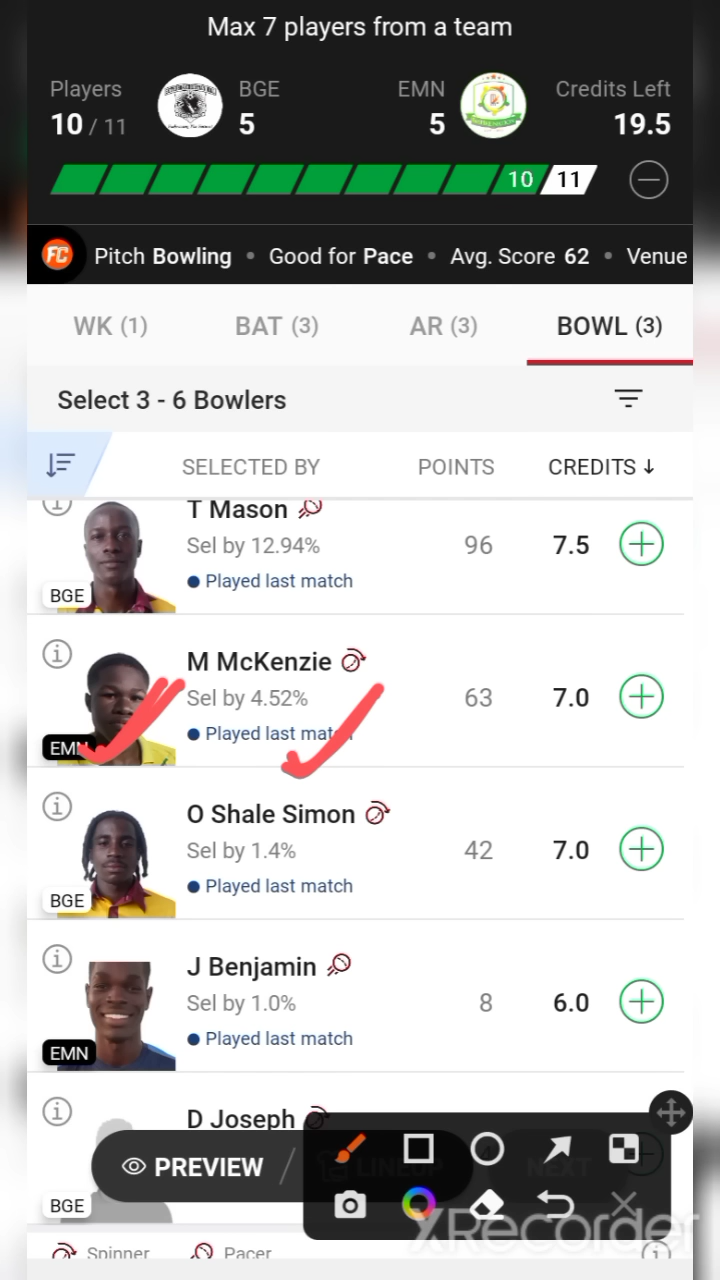 Max 7 players from a team
Players BGE EMN Credits Left
10 / 11 5 5 19.5
10 11
FC Pitch Bowling • Good for Pace • Avg. Score 62 • Venue
WK (1) BAT (3) AR (3) BOWL (3)
Select 3 - 6 Bowlers
SELECTED BY POINTS CREDITS ↓
T Mason
Sel by 12.94% 96 7.5
Played last match
BGE
M McKenzie
Sel by 4.52% 63 7.0
Played last match
EMN
O Shale Simon
Sel by 1.4% 42 7.0
Played last match
BGE
J Benjamin
Sel by 1.0% 8 6.0
Played last match
EMN
D Joseph
PREVIEW / LINEUP NEXT
BGE
XRecorder
Spinner Pacer